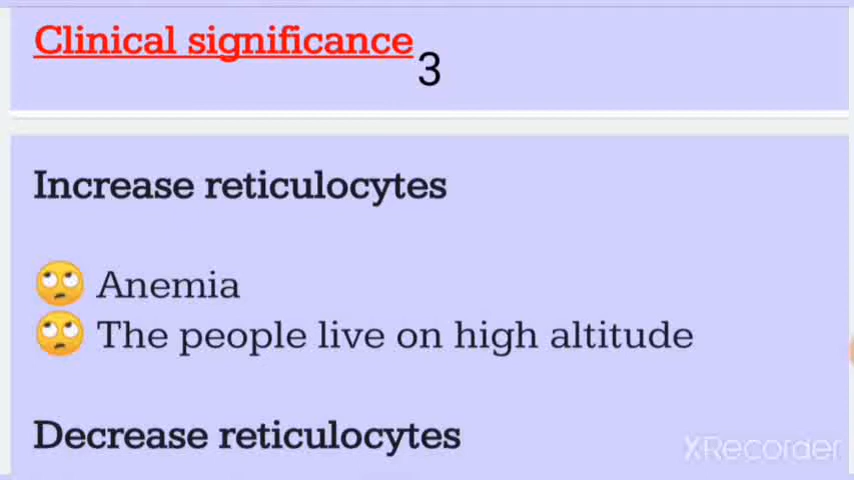 Clinical significance
3
Increase reticulocytes
Anemia
The people live on high altitude
Decrease reticulocytes
XRecorder